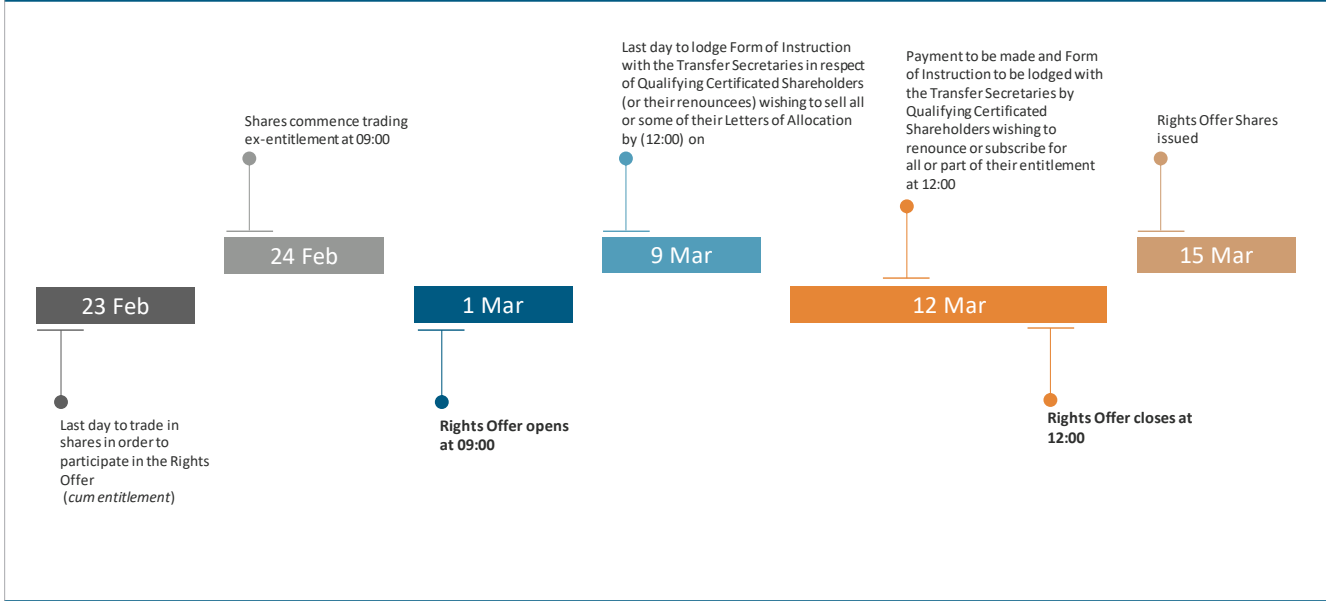 Shares commence trading
ex-entitlement at 09:00
Last day to lodge Form of Instruction
with the Transfer Secretaries in respect
of Qualifying Certificated Shareholders
(or their renouncees) wishing to sell all
or some of their Letters of Allocation
by (12:00) on
Payment to be made and Form
of Instruction to be lodged with
the Transfer Secretaries by
Qualifying Certificated
Shareholders wishing to
renounce or subscribe for
all or part of their entitlement
at 12:00
Rights Offer Shares
issued
23 Feb
24 Feb
1 Mar
9 Mar
12 Mar
15 Mar
Last day to trade in
shares in order to
participate in the Rights
Offer
(cum entitlement)
Rights Offer opens
at 09:00
Rights Offer closes at
12:00